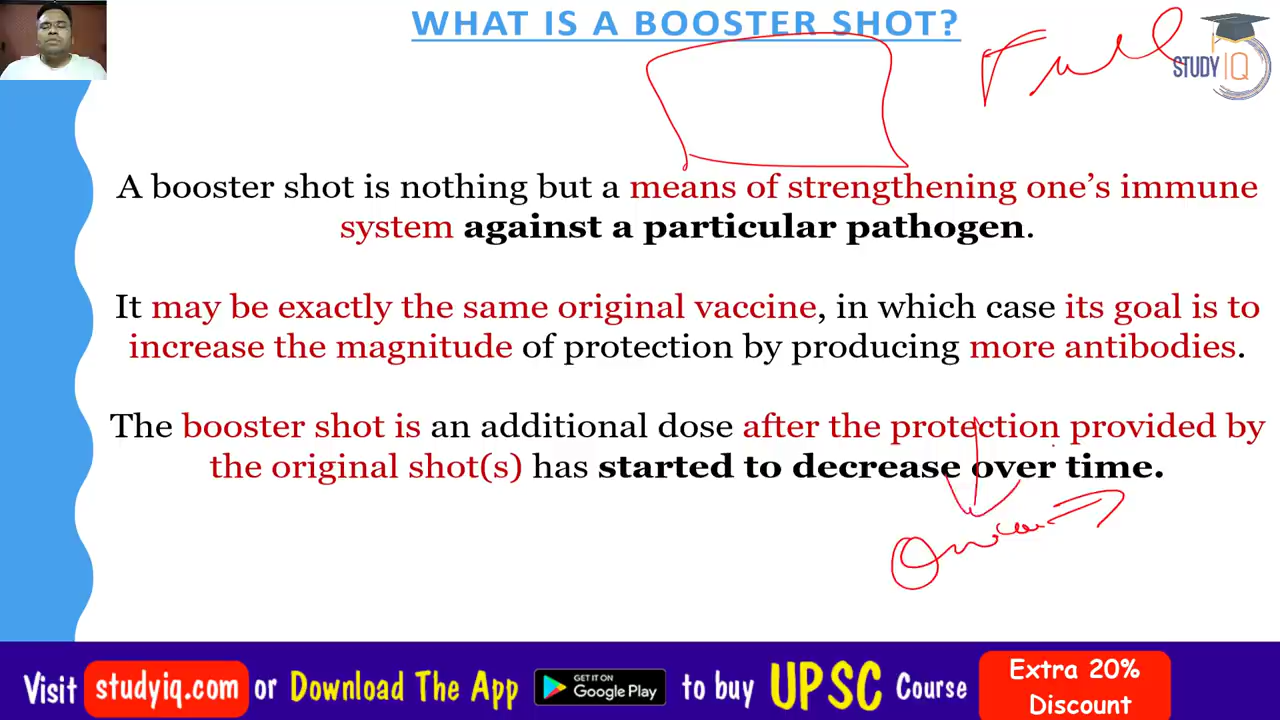 WHAT IS A BOOSTER SHOT?
Full
STUDY IQ
A booster shot is nothing but a means of strengthening one’s immune
system against a particular pathogen.
It may be exactly the same original vaccine, in which case its goal is to
increase the magnitude of protection by producing more antibodies.
The booster shot is an additional dose after the protection provided by
the original shot(s) has started to decrease over time.
Visit studyiq.com or Download The App GET IT ON Google Play to buy UPSC Course Extra 20% Discount